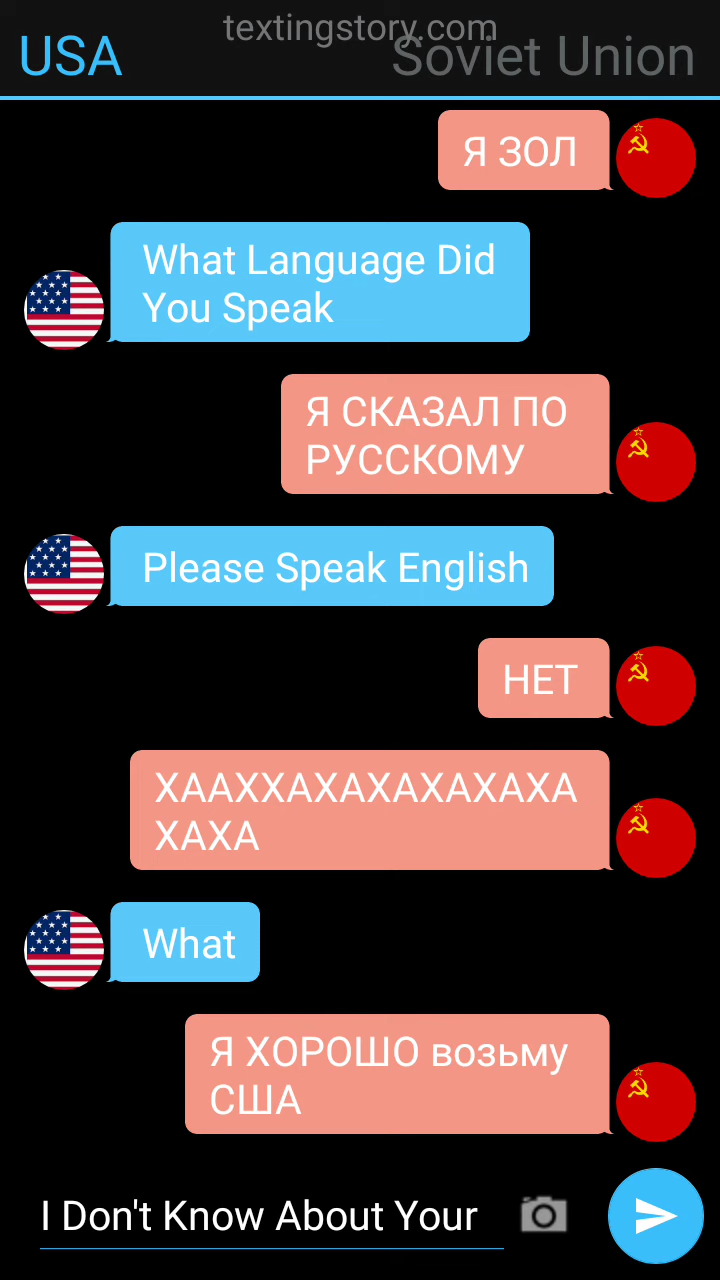 textingstory.com
USA
Soviet Union
Я ЗОЛ
What Language Did
You Speak
Я СКАЗАЛ ПО
РУССКОМУ
Please Speak English
НЕТ
ХААХХАХАХАХАХАХА
ХАХА
What
Я ХОРОШО возьму
США
I Don't Know About Your